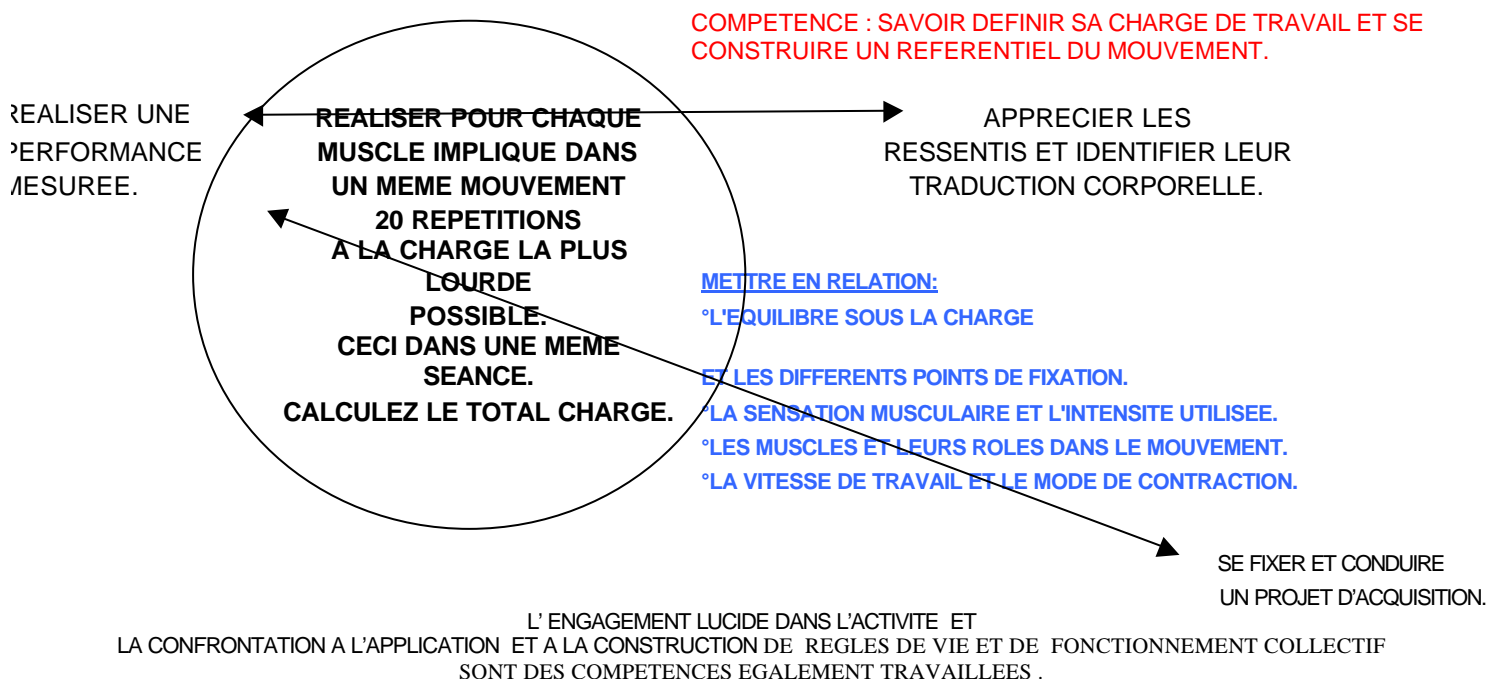 COMPETENCE : SAVOIR DEFINIR SA CHARGE DE TRAVAIL ET SE
CONSTRUIRE UN REFERENTIEL DU MOUVEMENT.
REALISER UNE
PERFORMANCE
MESUREE.
REALISER POUR CHAQUE
MUSCLE IMPLIQUE DANS
UN MEME MOUVEMENT
20 REPETITIONS
A LA CHARGE LA PLUS
LOURDE
POSSIBLE.
CECI DANS UNE MEME
SEANCE.
CALCULEZ LE TOTAL CHARGE.
APPRECIER LES
RESSENTIS ET IDENTIFIER LEUR
TRADUCTION CORPORELLE.
METTRE EN RELATION:
°L'EQUILIBRE SOUS LA CHARGE
ET LES DIFFERENTS POINTS DE FIXATION.
°LA SENSATION MUSCULAIRE ET L'INTENSITE UTILISEE.
°LES MUSCLES ET LEURS ROLES DANS LE MOUVEMENT.
°LA VITESSE DE TRAVAIL ET LE MODE DE CONTRACTION.
SE FIXER ET CONDUIRE
UN PROJET D'ACQUISITION.
L' ENGAGEMENT LUCIDE DANS L'ACTIVITE ET
LA CONFRONTATION A L'APPLICATION ET A LA CONSTRUCTION DE REGLES DE VIE ET DE FONCTIONNEMENT COLLECTIF
SONT DES COMPETENCES EGALEMENT TRAVAILLEES .